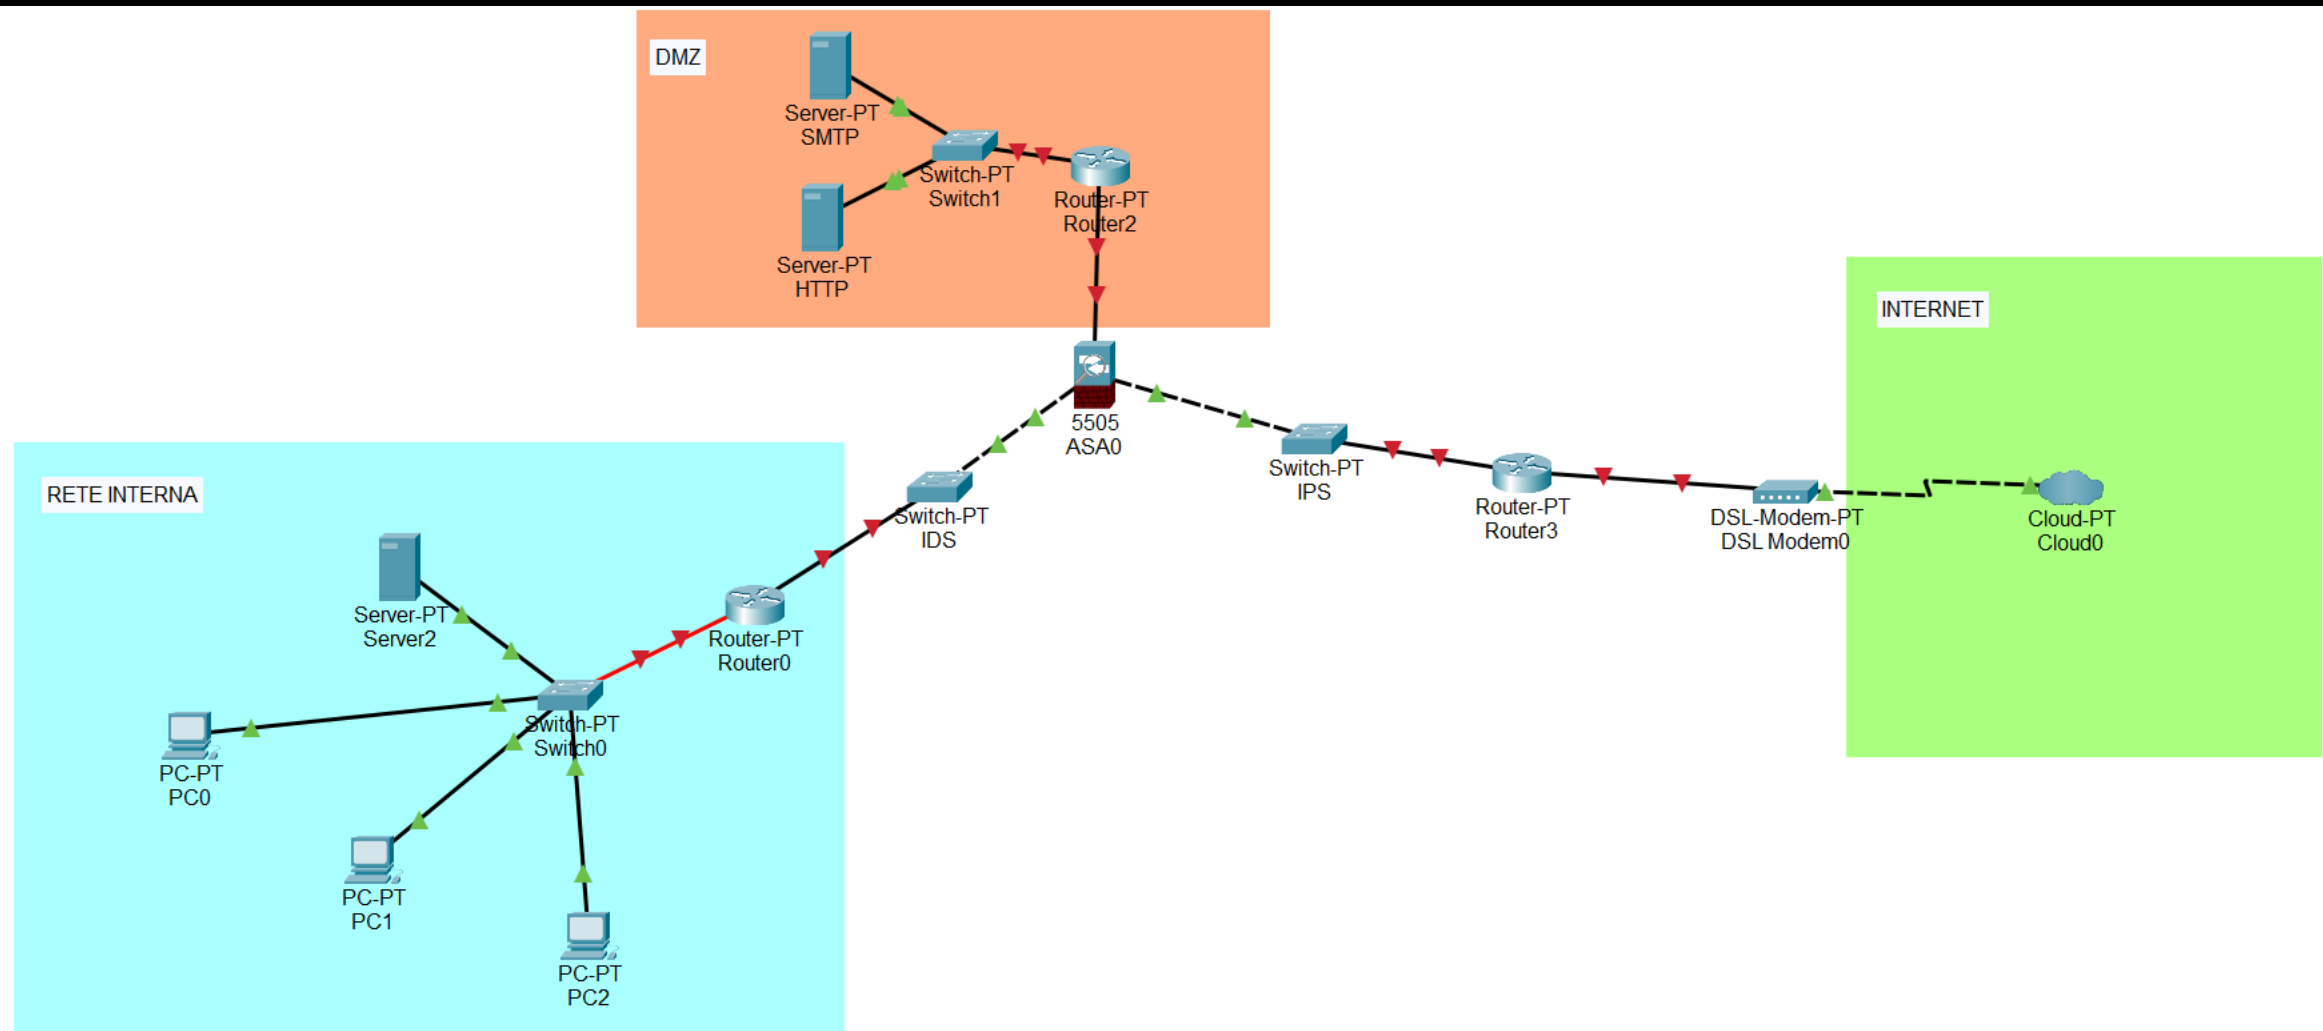 DMZ
Server-PT
SMTP
Switch-PT
Switch1
Router-PT
Router2
Server-PT
HTTP
INTERNET
5505
ASA0
Switch-PT
IPS
Router-PT
Router3
DSL-Modem-PT
DSL Modem0
Cloud-PT
Cloud0
RETE INTERNA
Switch-PT
IDS
Server-PT
Server2
Router-PT
Router0
Switch-PT
Switch0
PC-PT
PC0
PC-PT
PC1
PC-PT
PC2